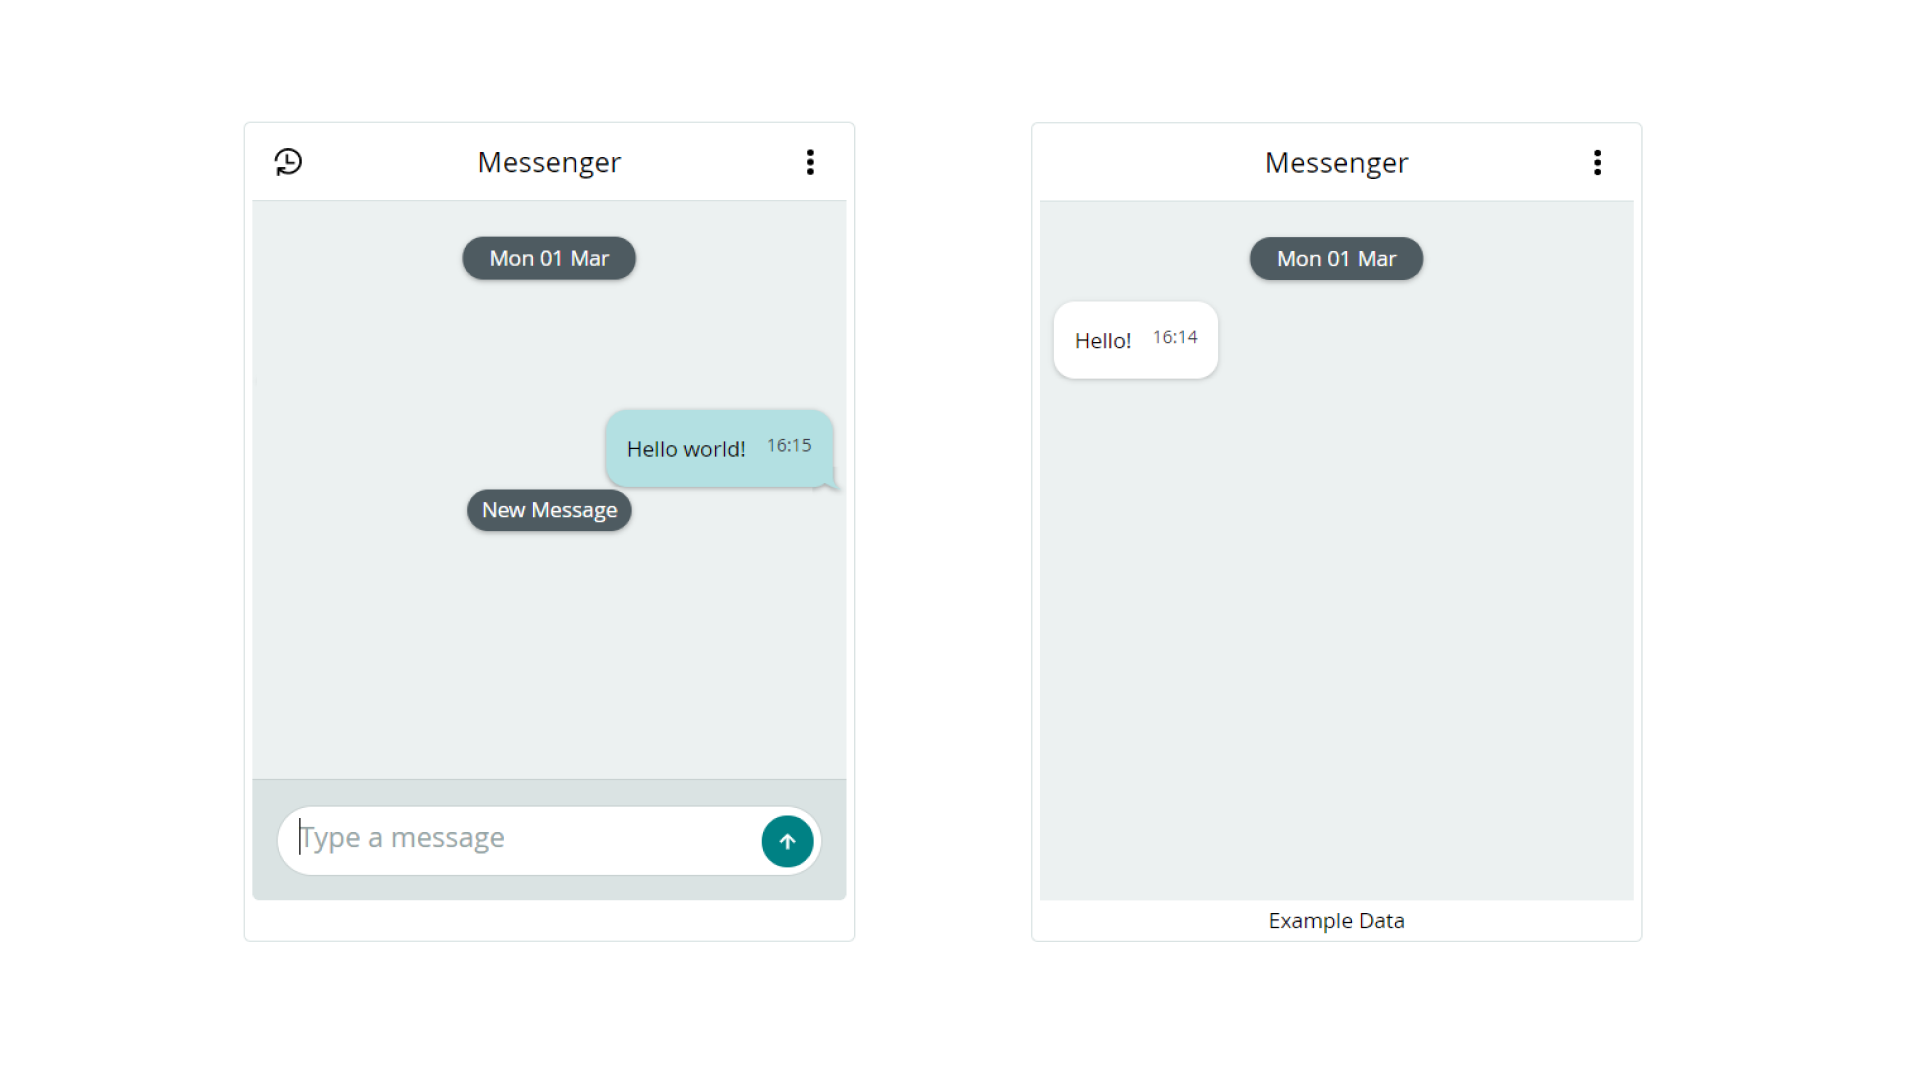 Messenger
Mon 01 Mar
Hello world! 16:15
New Message
Type a message
Messenger
Mon 01 Mar
Hello! 16:14
Example Data